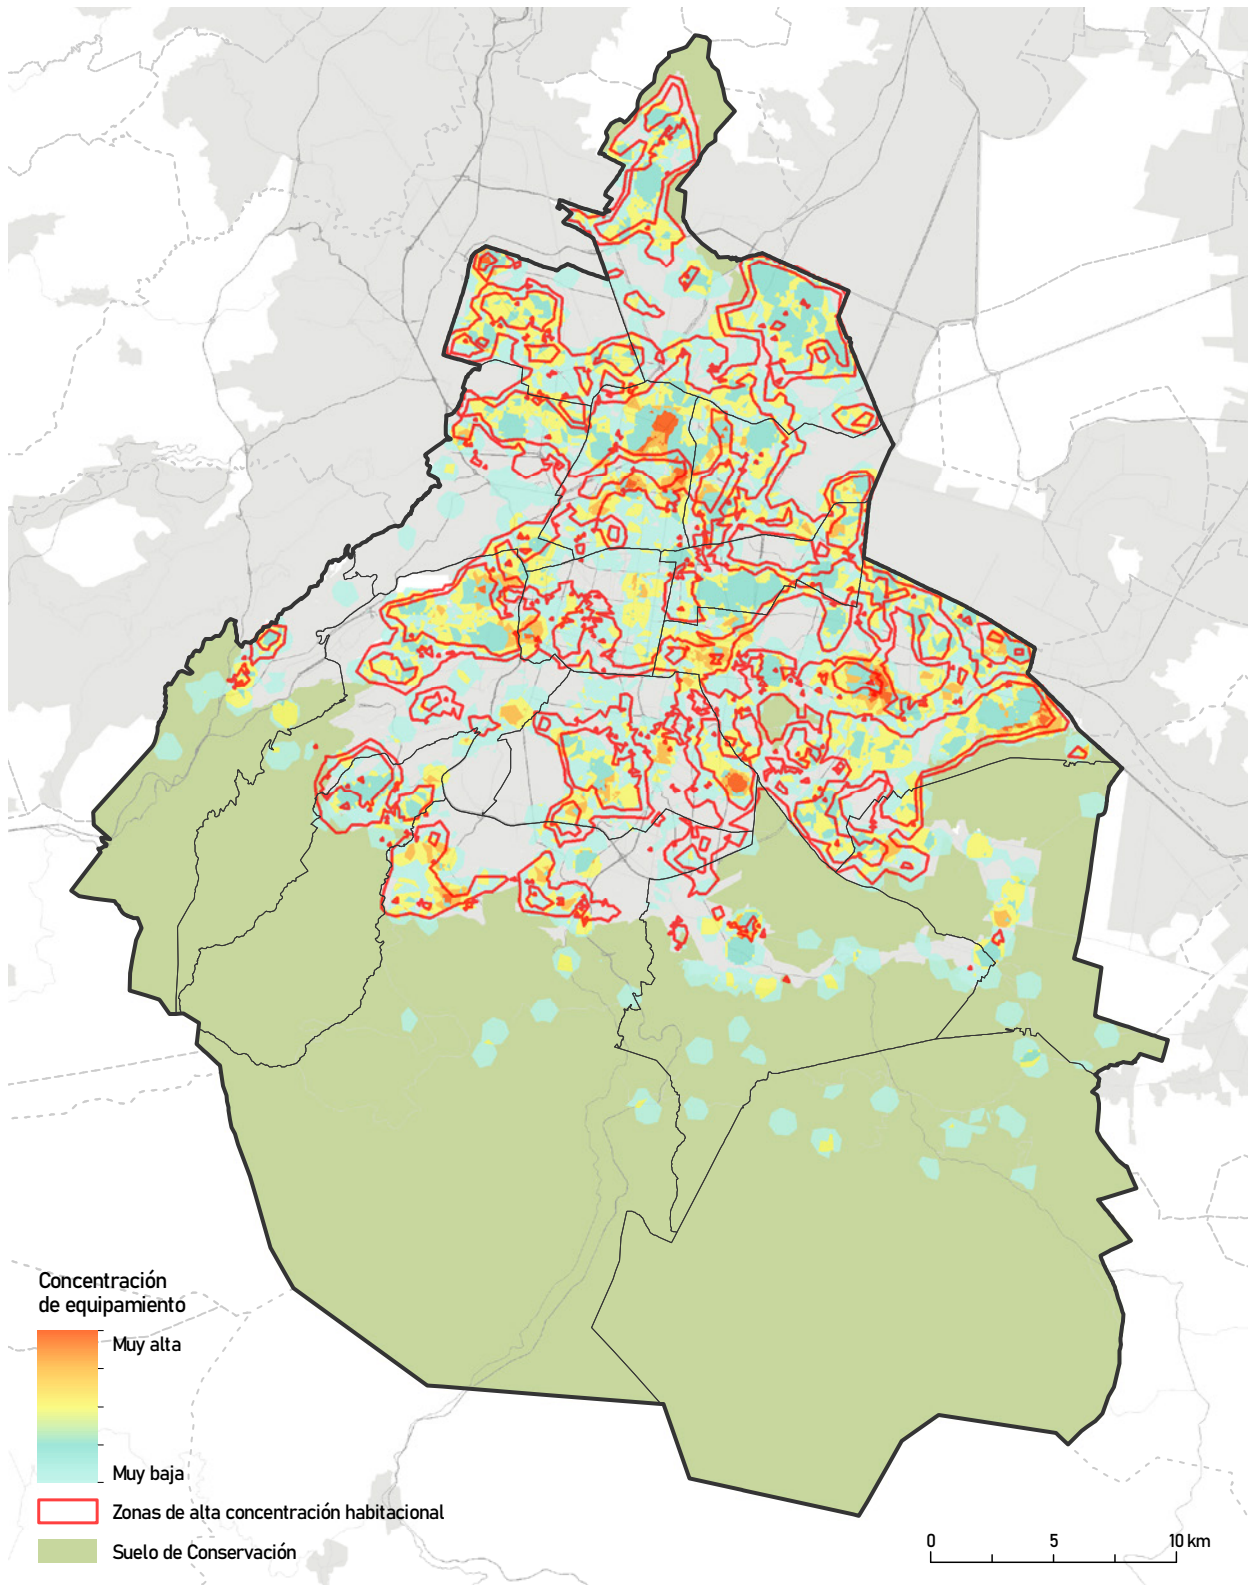 Concentración
de equipamiento
Muy alta
Muy baja
Zonas de alta concentración habitacional
Suelo de Conservación
0 5 10 km